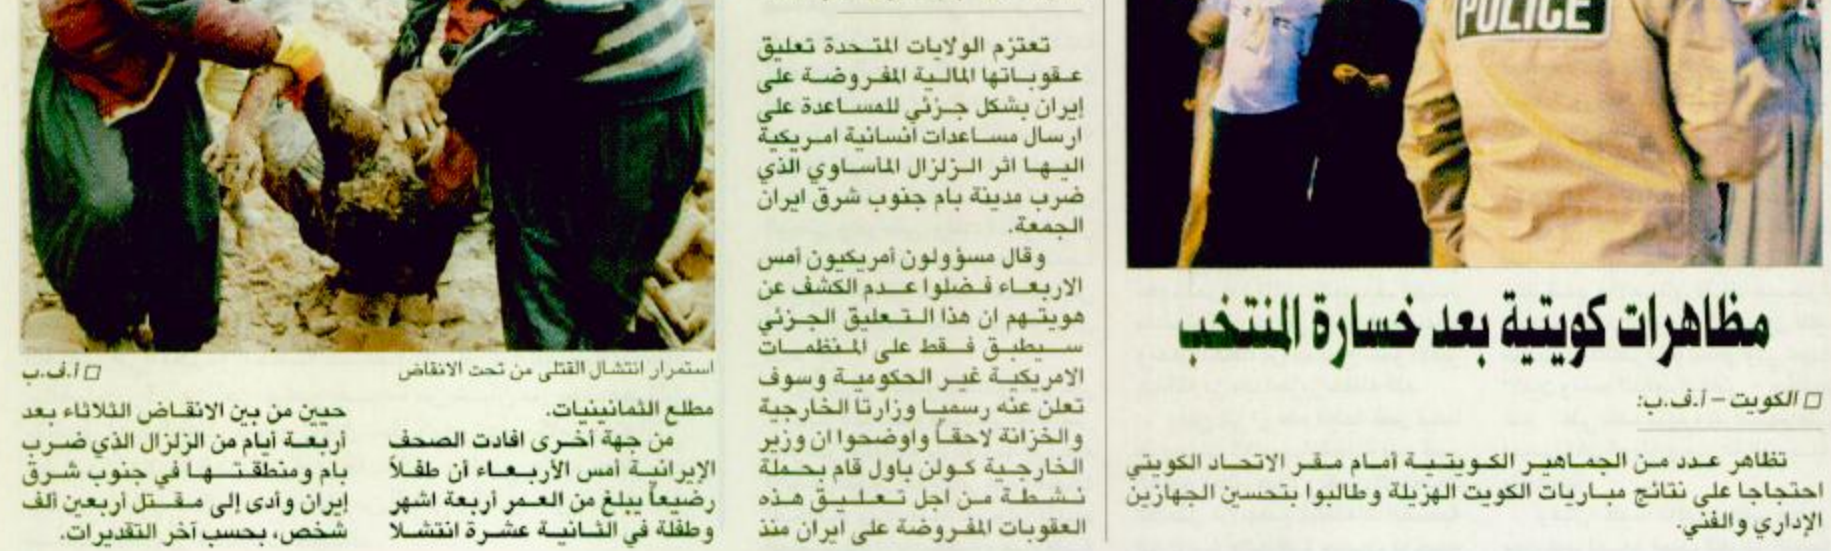 POLICE
مظاهرات كويتية بعد خسارة المنتخب
□ الكويت – أ.ف.ب:
تظاهر عدد من الجماهير الكويتية أمام مقر الاتحاد الكويتي
احتجاجا على نتائج مباريات الكويت الهزيلة وطالبوا بتحسين الجهازين
الإداري والفني.
تعتزم الولايات المتحدة تعليق
عقوباتها المالية المفروضة على
إيران بشكل جزئي للمساعدة على
ارسال مساعدات انسانية امريكية
اليها اثر الزلزال المأساوي الذي
ضرب مدينة بام جنوب شرق ايران
الجمعة.
وقال مسؤولون أمريكيون أمس
الاربعاء فضلوا عدم الكشف عن
هويتهم ان هذا التعليق الجزئي
سيطبق فقط على المنظمات
الامريكية غير الحكومية وسوف
تعلن عنه رسميا وزارتا الخارجية
والخزانة لاحقاً واوضحوا ان وزير
الخارجية كولن باول قام بحملة
نشطة من اجل تعليق هذه
العقوبات المفروضة على ايران منذ
استمرار انتشال القتلى من تحت الانقاض
□ أ.ف.ب
مطلع الثمانينيات.
من جهة أخرى افادت الصحف
الإيرانية أمس الأربعاء أن طفلاً
رضيعاً يبلغ من العمر أربعة اشهر
وطفلة في الثانية عشرة انتشلا
حيين من بين الانقاض الثلاثاء بعد
أربعة أيام من الزلزال الذي ضرب
بام ومنطقتها في جنوب شرق
إيران وأدى إلى مقتل أربعين ألف
شخص، بحسب آخر التقديرات.